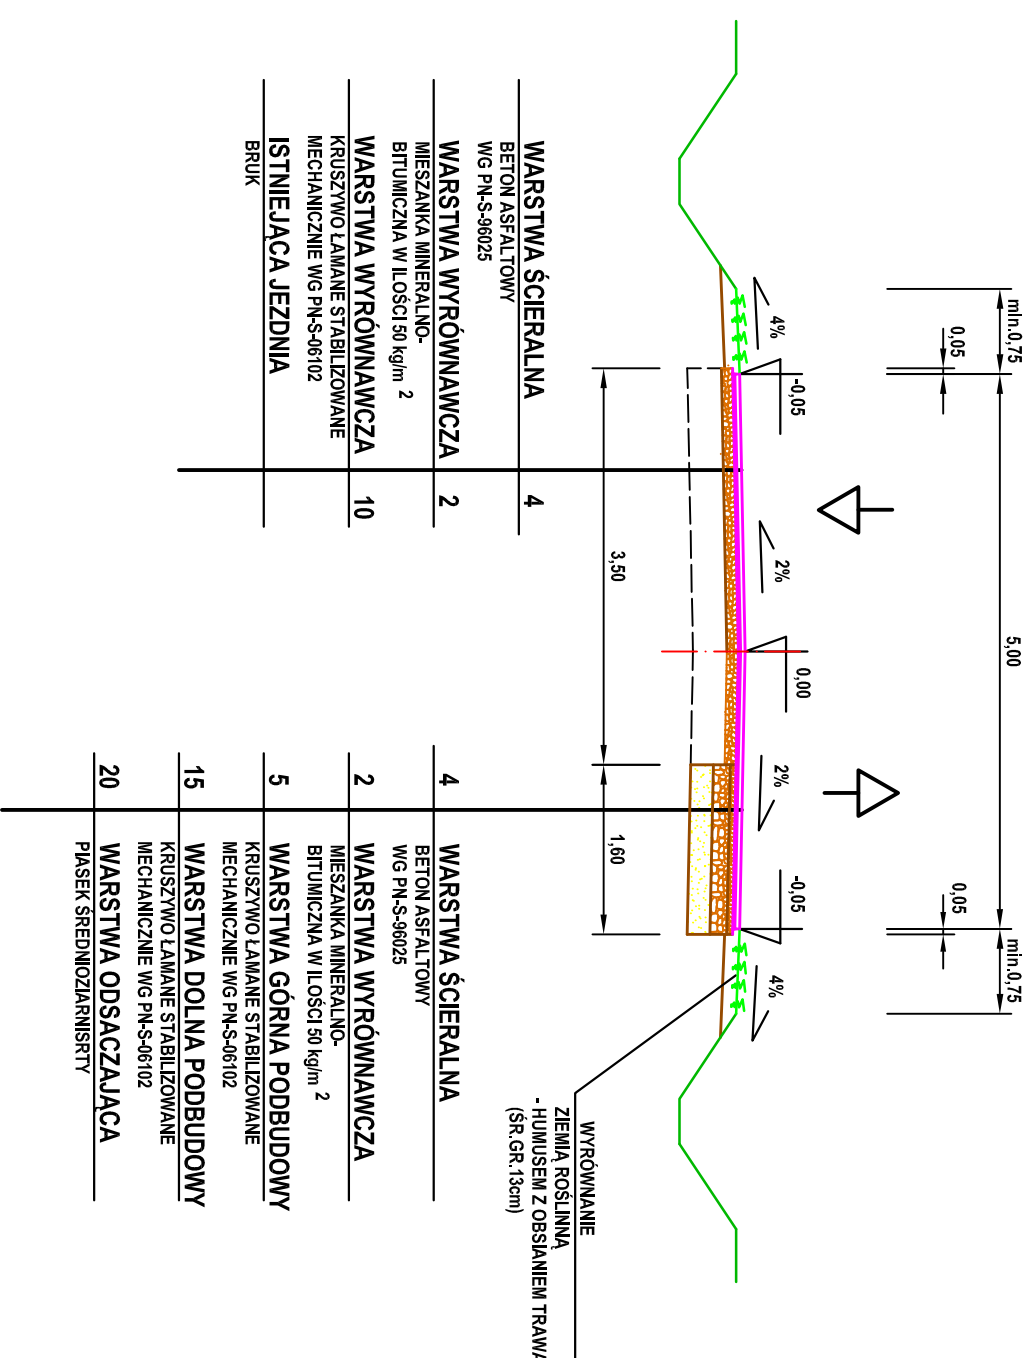 min.0,75
0,05
5,00
0,05
min.0,75
4%
-0,05
2%
0,00
2%
-0,05
4%
3,50
1,60
WARSTWA ŚCIERALNA 4
BETON ASFALTOWY
WG PN-S-96025
WARSTWA WYRÓWNAWCZA 2
MIESZANKA MINERALNO-
BITUMICZNA W ILOŚCI 50 kg/m 2
WARSTWA WYRÓWNAWCZA 10
KRUSZYWO ŁAMANE STABILIZOWANE
MECHANICZNIE WG PN-S-06102
ISTNIEJĄCA JEZDNIA
BRUK
4 WARSTWA ŚCIERALNA
BETON ASFALTOWY
WG PN-S-96025
2 WARSTWA WYRÓWNAWCZA
MIESZANKA MINERALNO-
BITUMICZNA W ILOŚCI 50 kg/m 2
5 WARSTWA GÓRNA PODBUDOWY
KRUSZYWO ŁAMANE STABILIZOWANE
MECHANICZNIE WG PN-S-06102
15 WARSTWA DOLNA PODBUDOWY
KRUSZYWO ŁAMANE STABILIZOWANE
MECHANICZNIE WG PN-S-06102
20 WARSTWA ODSACZAJĄCA
PIASEK ŚREDNIOZIARNISRTY
WYRÓWNANIE
ZIEMIĄ ROŚLINNĄ
- HUMUSEM Z OBSIANIEM TRAWĄ
(ŚR.GR.13cm)